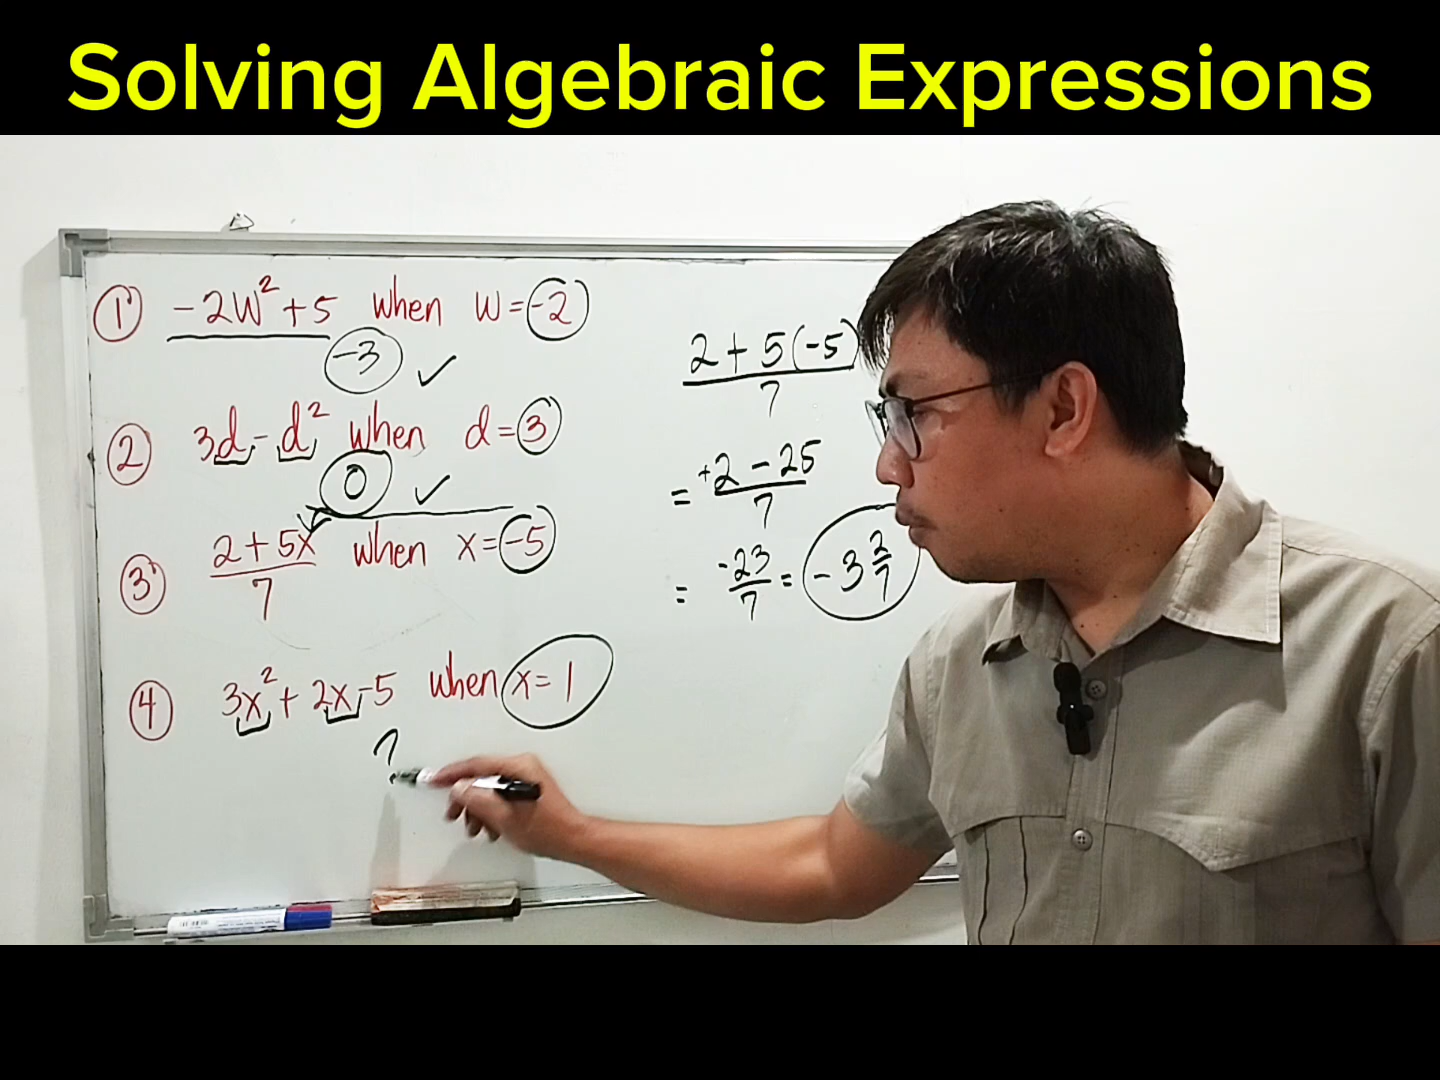 Solving Algebraic Expressions
① -2w² + 5 when w = -2
-3 ✓
② 3d - d² when d = 3
0 ✓
③ 2 + 5x when x = -5
7
④ 3x² + 2x - 5 when x = 1
?
2 + 5(-5)
7
= +2 - 25
7
= -23/7 = -3 2/7